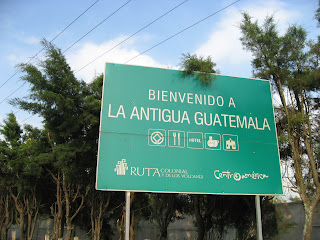 BIENVENIDO A
LA ANTIGUA GUATEMALA
HOTEL
RUTA COLONIAL
Y DE LOS VOLCANES
Centroamérica